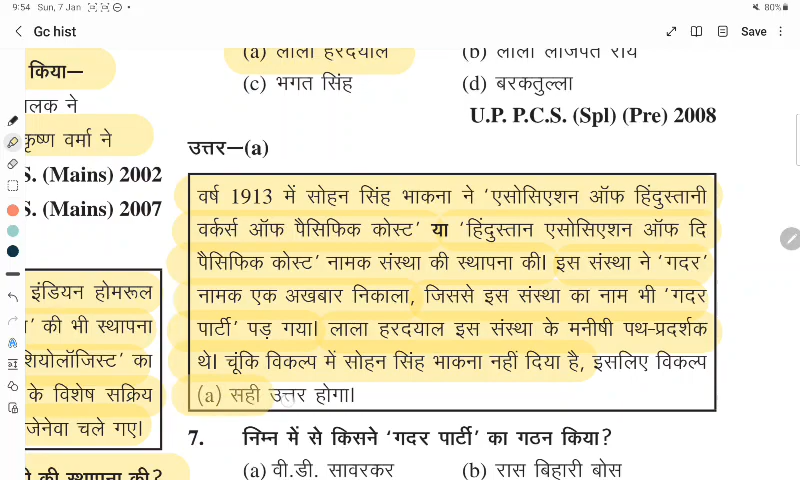 9:54 Sun, 7 Jan
80%
Gc hist
Save
किया—
लक ने
कृष्ण वर्मा ने
S. (Mains) 2002
S. (Mains) 2007
इंडियन होमरूल
' की भी स्थापना
शियोलॉजिस्ट' का
के विशेष सक्रिय
जेनेवा चले गए।
की स्थापना की?
(a) लाला हरदयाल (b) लाला लाजपत राय
(c) भगत सिंह (d) बरकतुल्ला
U.P. P.C.S. (Spl) (Pre) 2008
उत्तर—(a)
वर्ष 1913 में सोहन सिंह भाकना ने 'एसोसिएशन ऑफ हिंदुस्तानी
वर्कर्स ऑफ पैसिफिक कोस्ट' या 'हिंदुस्तान एसोसिएशन ऑफ दि
पैसिफिक कोस्ट' नामक संस्था की स्थापना की। इस संस्था ने 'गदर'
नामक एक अखबार निकाला, जिससे इस संस्था का नाम भी 'गदर
पार्टी' पड़ गया। लाला हरदयाल इस संस्था के मनीषी पथ-प्रदर्शक
थे। चूंकि विकल्प में सोहन सिंह भाकना नहीं दिया है, इसलिए विकल्प
(a) सही उत्तर होगा।
7. निम्न में से किसने 'गदर पार्टी' का गठन किया?
(a) वी.डी. सावरकर (b) रास बिहारी बोस